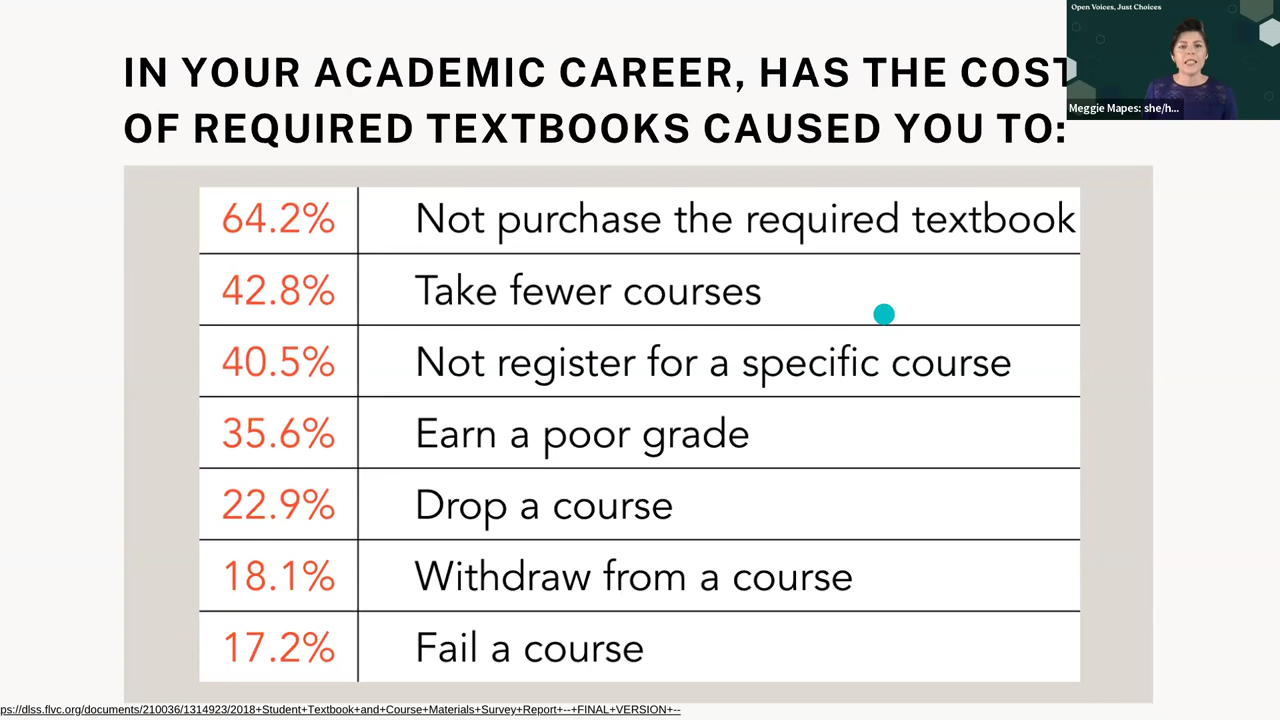 Open Voices, Just Choices
IN YOUR ACADEMIC CAREER, HAS THE COST
OF REQUIRED TEXTBOOKS CAUSED YOU TO:
Meggie Mapes: she/h...
64.2% Not purchase the required textbook
42.8% Take fewer courses
40.5% Not register for a specific course
35.6% Earn a poor grade
22.9% Drop a course
18.1% Withdraw from a course
17.2% Fail a course
ps://dlss.flvc.org/documents/210036/1314923/2018+Student+Textbook+and+Course+Materials+Survey+Report+--+FINAL+VERSION+--